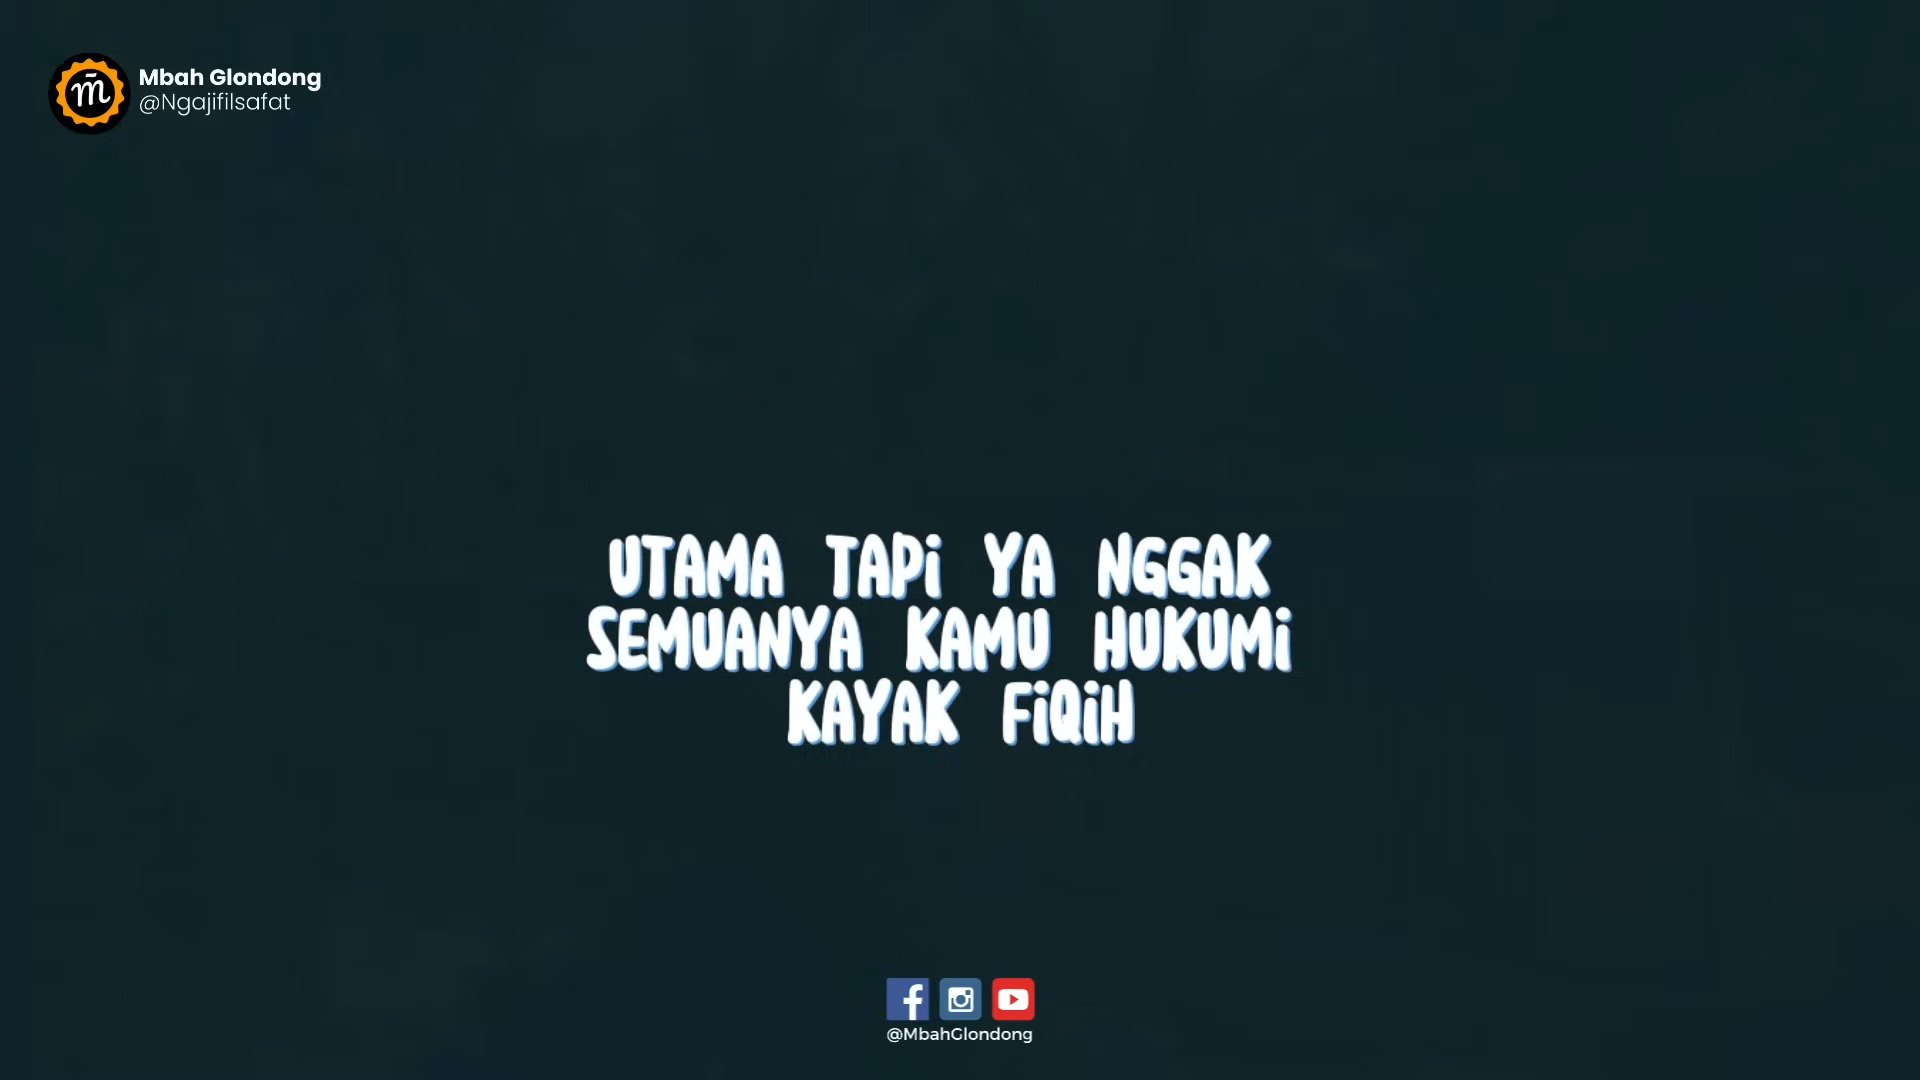 Mbah Glondong
@Ngajifilsafat
UTAMA TAPi YA NGGAK
SEMUANYA KAMU HUKUMi
KAYAK FiQiH
@MbahGlondong